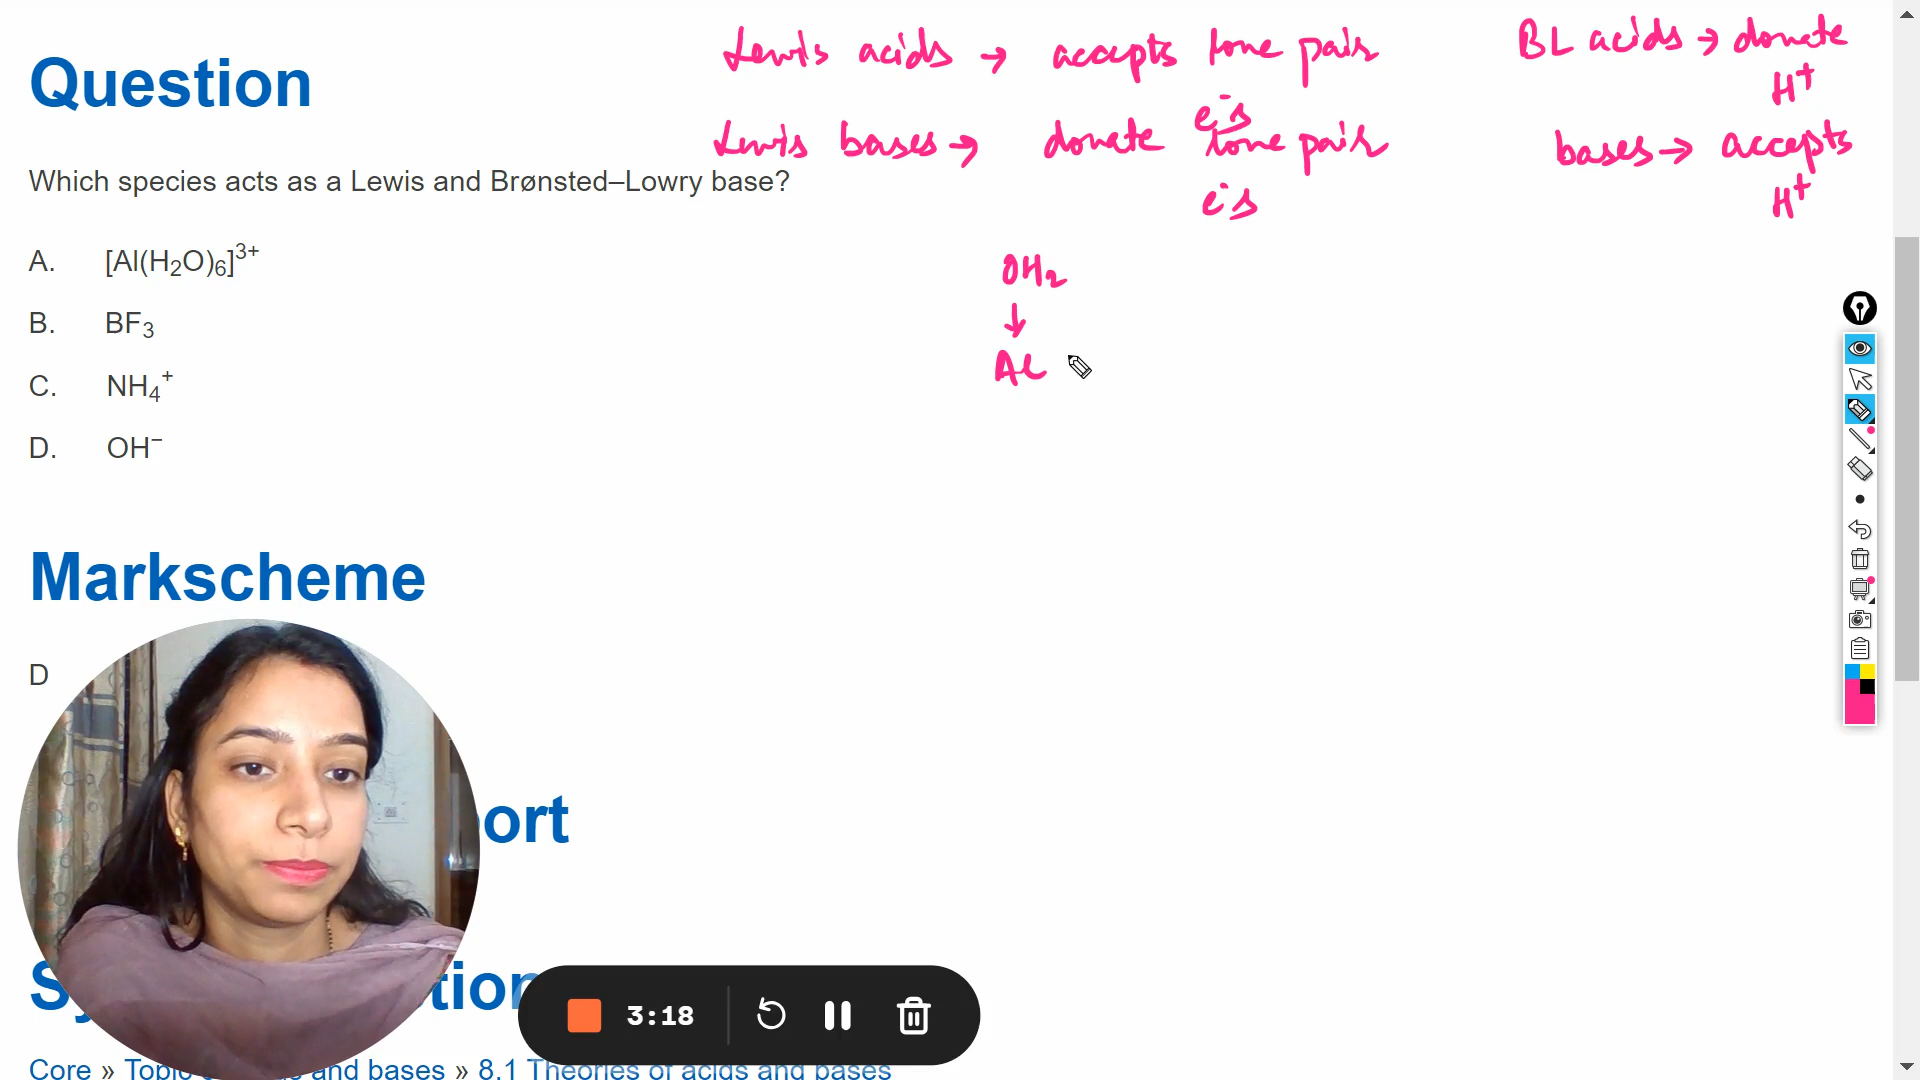 Question
Which species acts as a Lewis and Brønsted–Lowry base?
A. [Al(H2O)6]3+
B. BF3
C. NH4+
D. OH−
Markscheme
D
ort
tion
Core » Topic and bases » 8.1 Theories of acids and bases
Lewis acids → accepts lone pair
e⁻s
Lewis bases → donate lone pair
e⁻s
BL acids → donate
H+
bases → accepts
H+
OH2
↓
Al
3:18